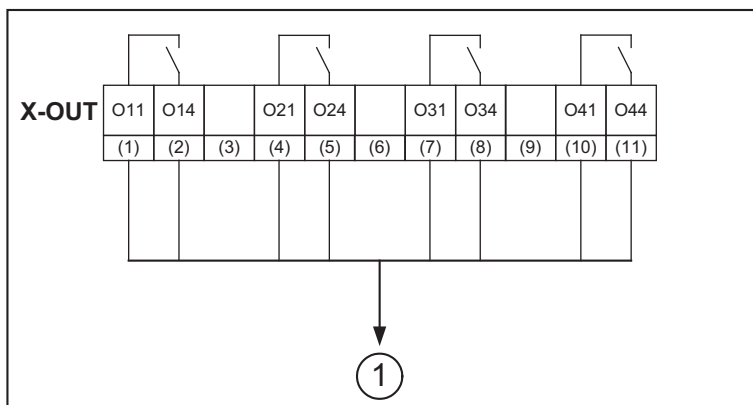 X-OUT O11 O14 O21 O24 O31 O34 O41 O44
(1) (2) (3) (4) (5) (6) (7) (8) (9) (10) (11)
1